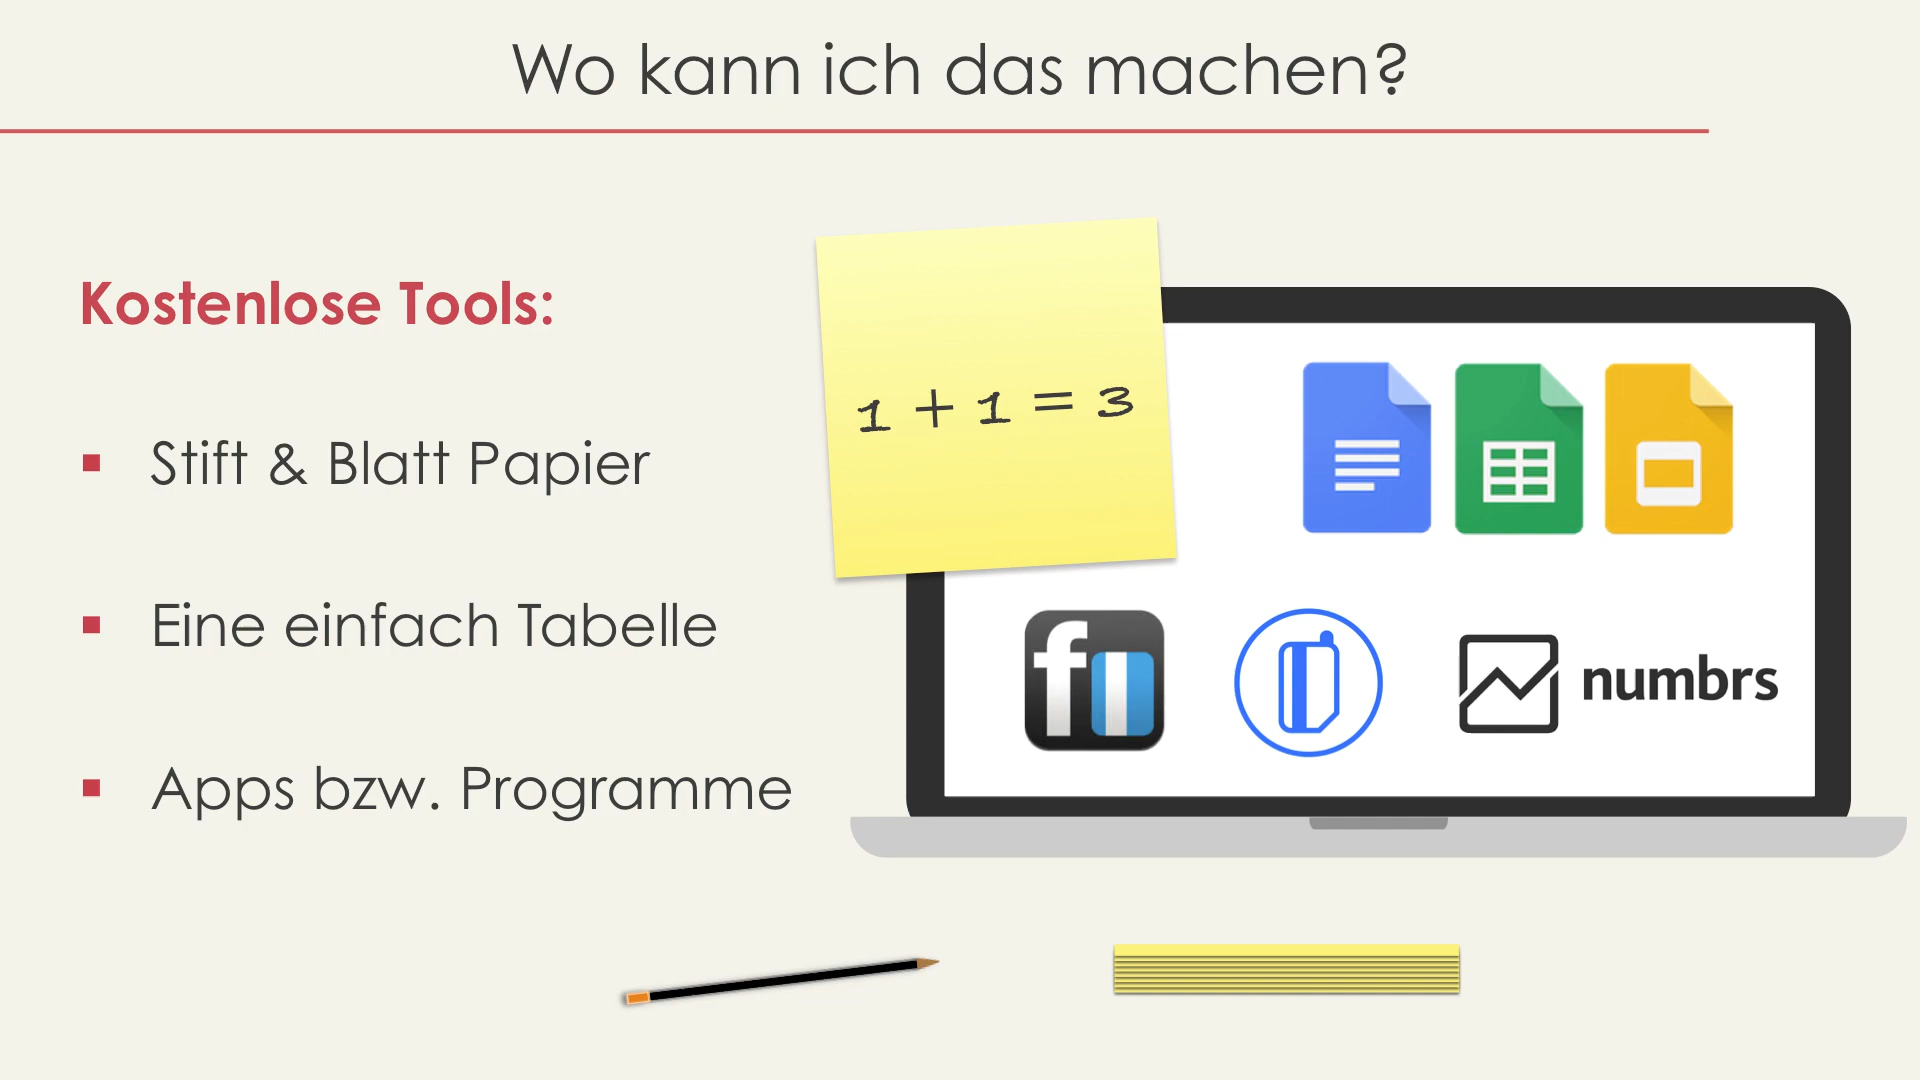 Wo kann ich das machen?
Kostenlose Tools:
▪ Stift & Blatt Papier
▪ Eine einfach Tabelle
▪ Apps bzw. Programme
1 + 1 = 3
f
numbrs